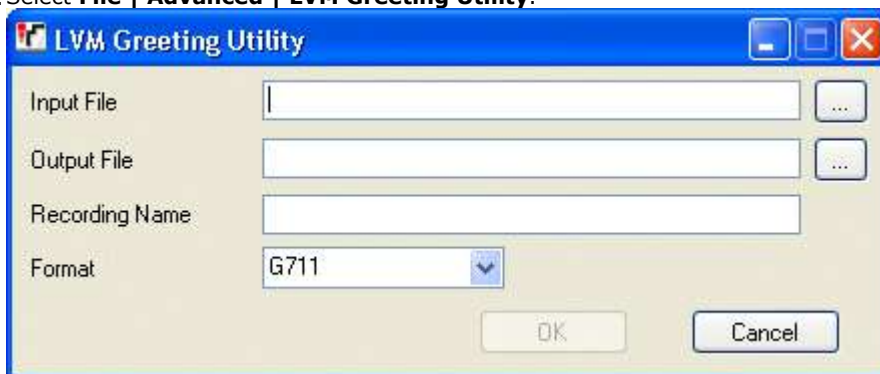 Select File | Advanced | LVM Greeting Utility.
LVM Greeting Utility
Input File ...
Output File ...
Recording Name
Format G711
OK Cancel